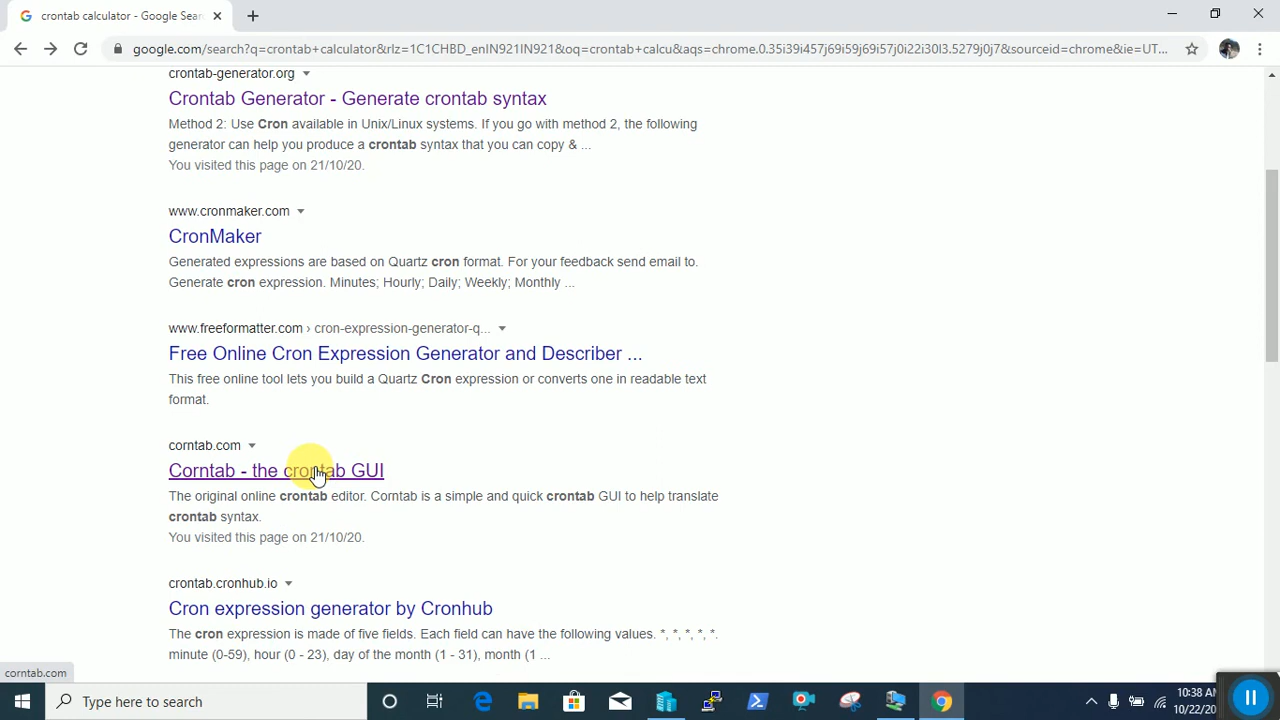 crontab calculator - Google Sear
google.com/search?q=crontab+calculator&rlz=1C1CHBD_enIN921IN921&oq=crontab+calcu&aqs=chrome.0.35i39i457j69i59j69i57j0i22i30l3.5279j0j7&sourceid=chrome&ie=UT...
crontab-generator.org
Crontab Generator - Generate crontab syntax
Method 2: Use Cron available in Unix/Linux systems. If you go with method 2, the following
generator can help you produce a crontab syntax that you can copy & ...
You visited this page on 21/10/20.
www.cronmaker.com
CronMaker
Generated expressions are based on Quartz cron format. For your feedback send email to.
Generate cron expression. Minutes; Hourly; Daily; Weekly; Monthly ...
www.freeformatter.com › cron-expression-generator-q...
Free Online Cron Expression Generator and Describer ...
This free online tool lets you build a Quartz Cron expression or converts one in readable text
format.
corntab.com
Corntab - the crontab GUI
The original online crontab editor. Corntab is a simple and quick crontab GUI to help translate
crontab syntax.
You visited this page on 21/10/20.
crontab.cronhub.io
Cron expression generator by Cronhub
The cron expression is made of five fields. Each field can have the following values. *, *, *, *, *.
minute (0-59), hour (0 - 23), day of the month (1 - 31), month (1 ...
corntab.com
Type here to search
10:38 AM
10/22/20